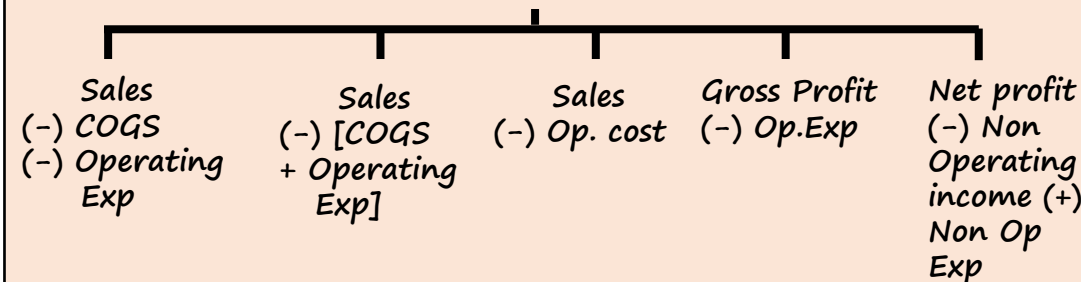 Sales
(-) COGS
(-) Operating
Exp
Sales
(-) [COGS
+ Operating
Exp]
Sales
(-) Op. cost
Gross Profit
(-) Op.Exp
Net profit
(-) Non
Operating
income (+)
Non Op
Exp